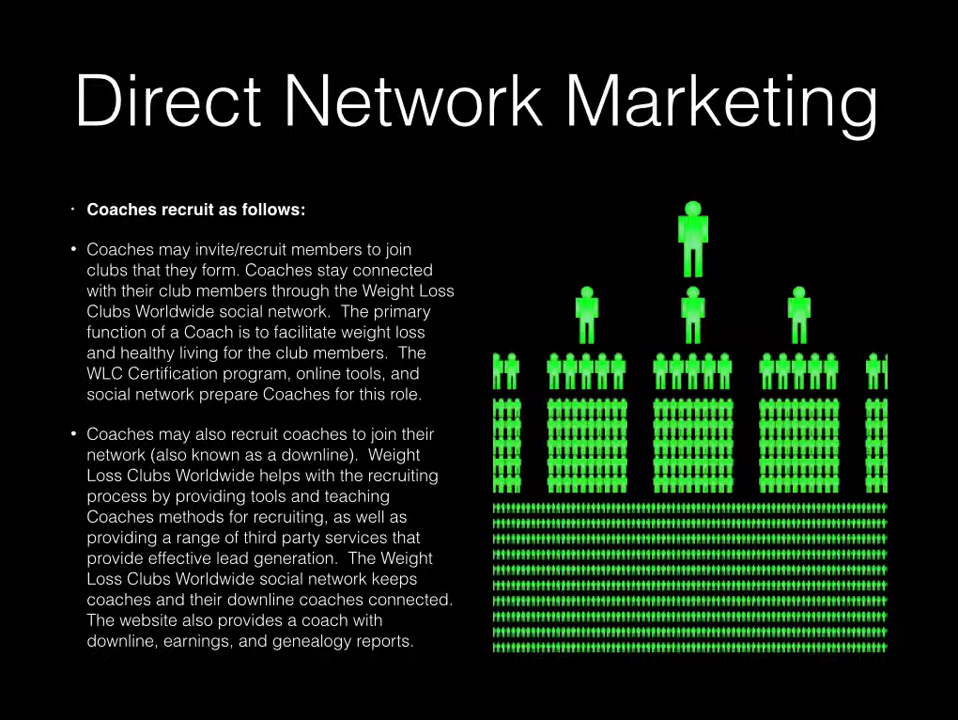 Direct Network Marketing
• Coaches recruit as follows:
• Coaches may invite/recruit members to join
clubs that they form. Coaches stay connected
with their club members through the Weight Loss
Clubs Worldwide social network.  The primary
function of a Coach is to facilitate weight loss
and healthy living for the club members.  The
WLC Certification program, online tools, and
social network prepare Coaches for this role.
• Coaches may also recruit coaches to join their
network (also known as a downline).  Weight
Loss Clubs Worldwide helps with the recruiting
process by providing tools and teaching
Coaches methods for recruiting, as well as
providing a range of third party services that
provide effective lead generation.  The Weight
Loss Clubs Worldwide social network keeps
coaches and their downline coaches connected.
The website also provides a coach with
downline, earnings, and genealogy reports.